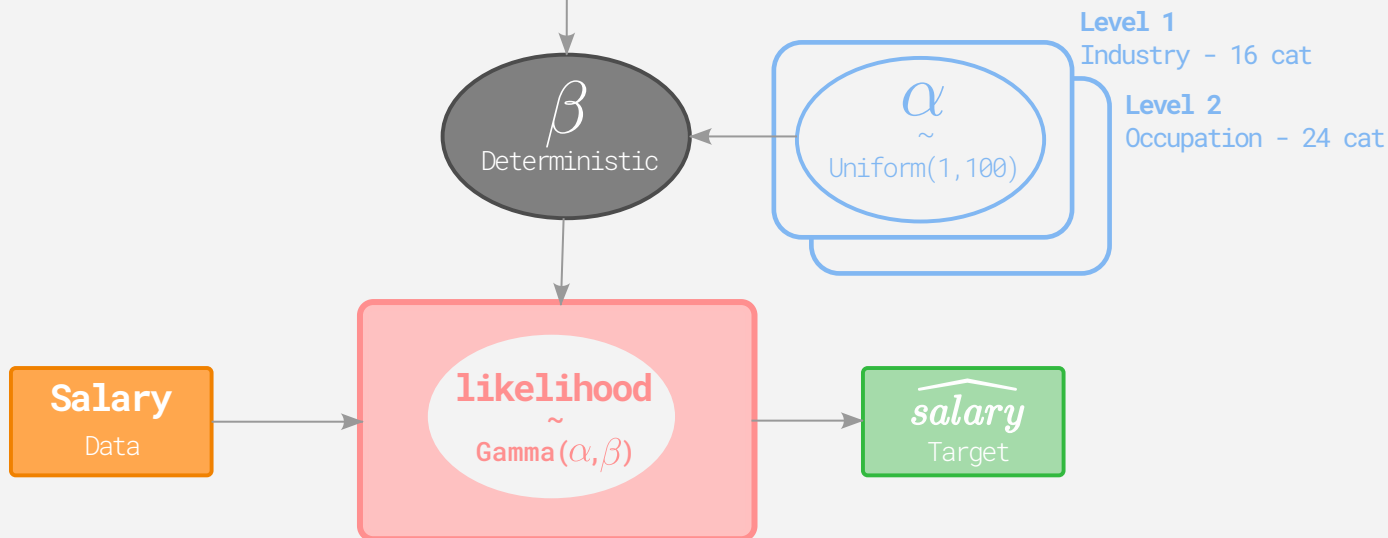 Level 1
Industry - 16 cat
Level 2
Occupation - 24 cat
β
Deterministic
α
~
Uniform(1,100)
Salary
Data
likelihood
~
Gamma(α,β)
salary
Target